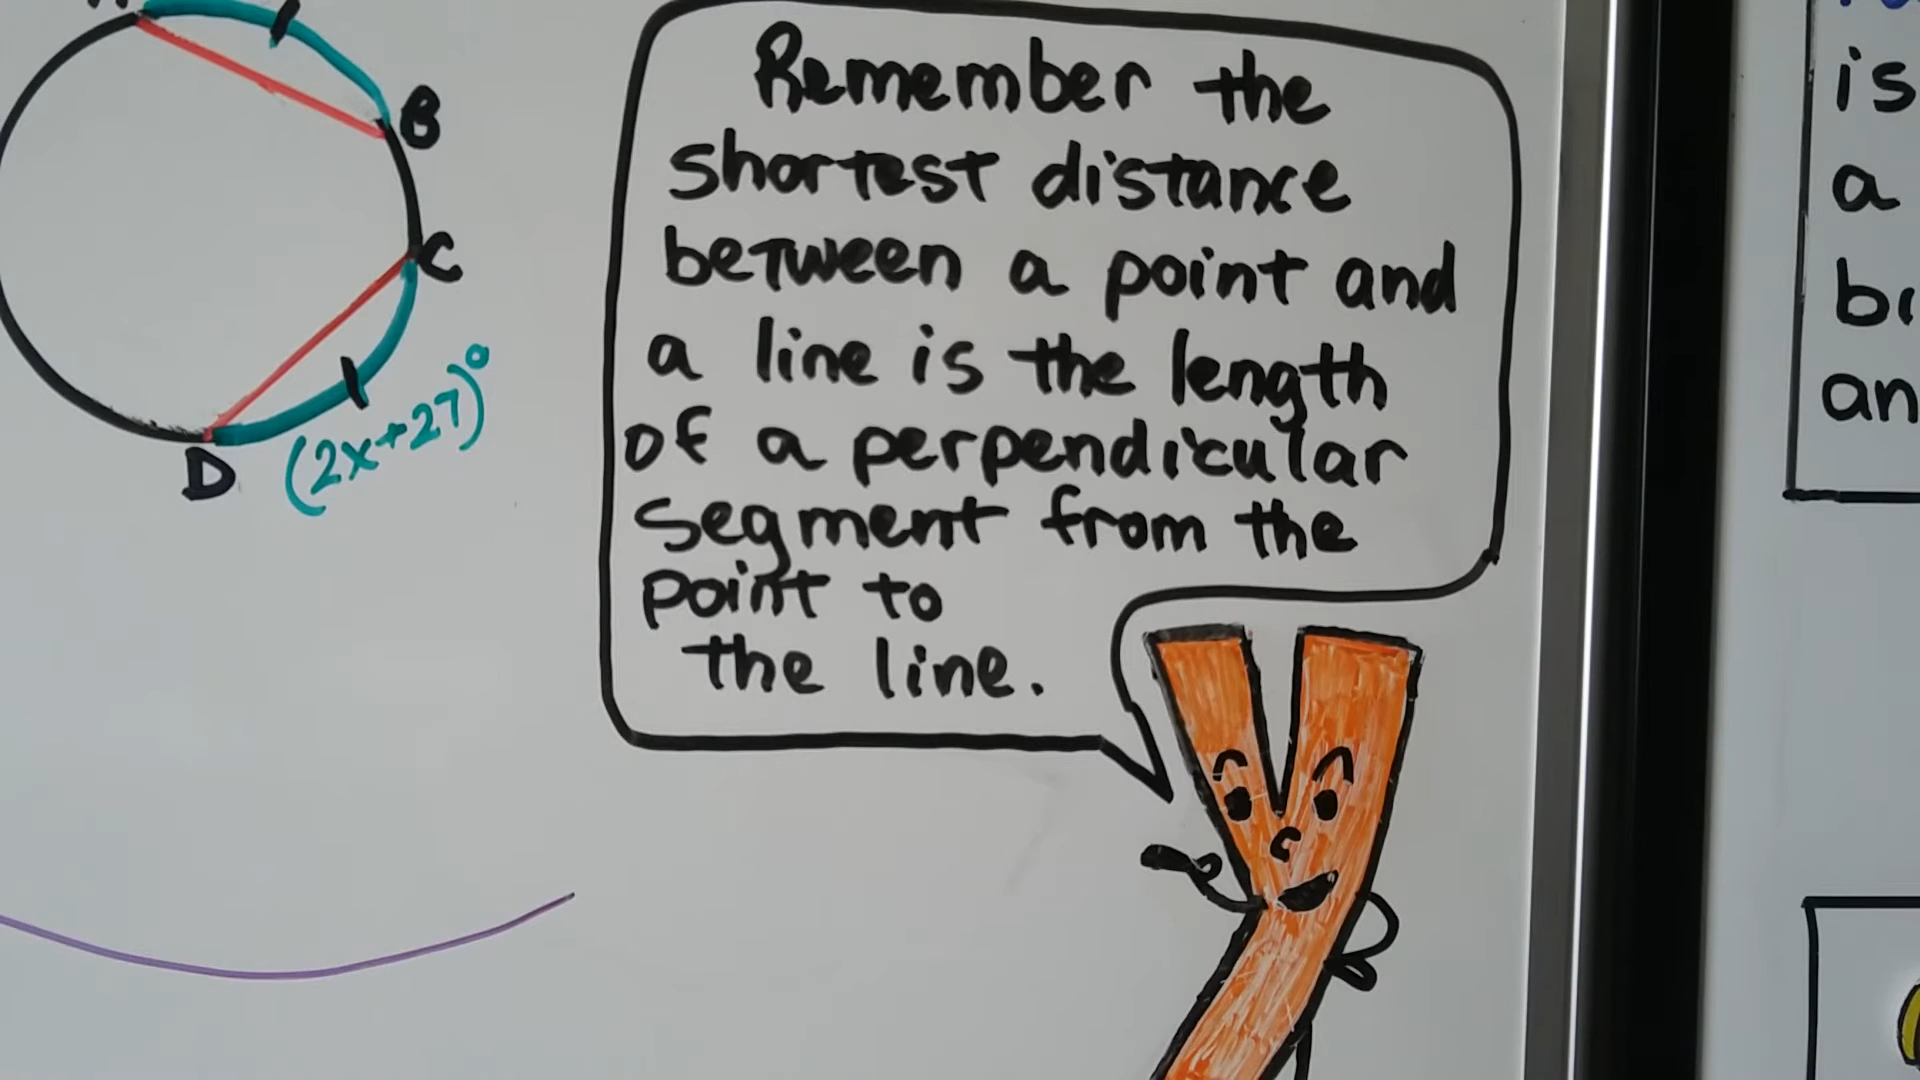 B
C
D
(2x+27)°
Remember the
shortest distance
between a point and
a line is the length
of a perpendicular
segment from the
point to
the line.
is
a
an